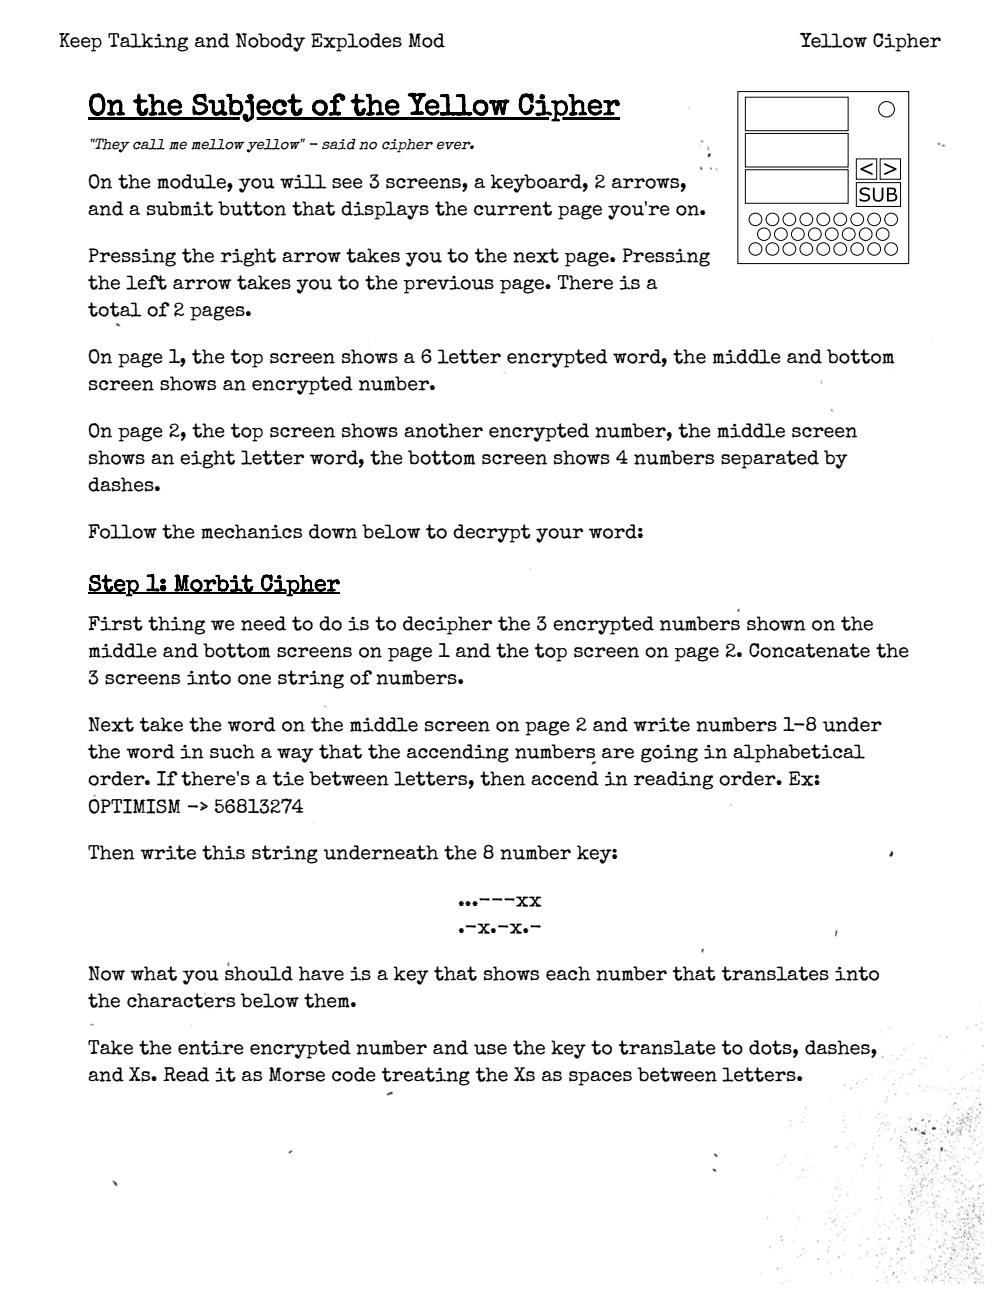 Keep Talking and Nobody Explodes Mod
Yellow Cipher
On the Subject of the Yellow Cipher
"They call me mellow yellow" - said no cipher ever.
On the module, you will see 3 screens, a keyboard, 2 arrows,
and a submit button that displays the current page you're on.
< >
SUB
Pressing the right arrow takes you to the next page. Pressing
the left arrow takes you to the previous page. There is a
total of 2 pages.
On page 1, the top screen shows a 6 letter encrypted word, the middle and bottom
screen shows an encrypted number.
On page 2, the top screen shows another encrypted number, the middle screen
shows an eight letter word, the bottom screen shows 4 numbers separated by
dashes.
Follow the mechanics down below to decrypt your word:
Step 1: Morbit Cipher
First thing we need to do is to decipher the 3 encrypted numbers shown on the
middle and bottom screens on page 1 and the top screen on page 2. Concatenate the
3 screens into one string of numbers.
Next take the word on the middle screen on page 2 and write numbers 1-8 under
the word in such a way that the accending numbers are going in alphabetical
order. If there's a tie between letters, then accend in reading order. Ex:
OPTIMISM -> 56813274
Then write this string underneath the 8 number key:
...---xx
.-x.-x.-
Now what you should have is a key that shows each number that translates into
the characters below them.
Take the entire encrypted number and use the key to translate to dots, dashes,
and Xs. Read it as Morse code treating the Xs as spaces between letters.